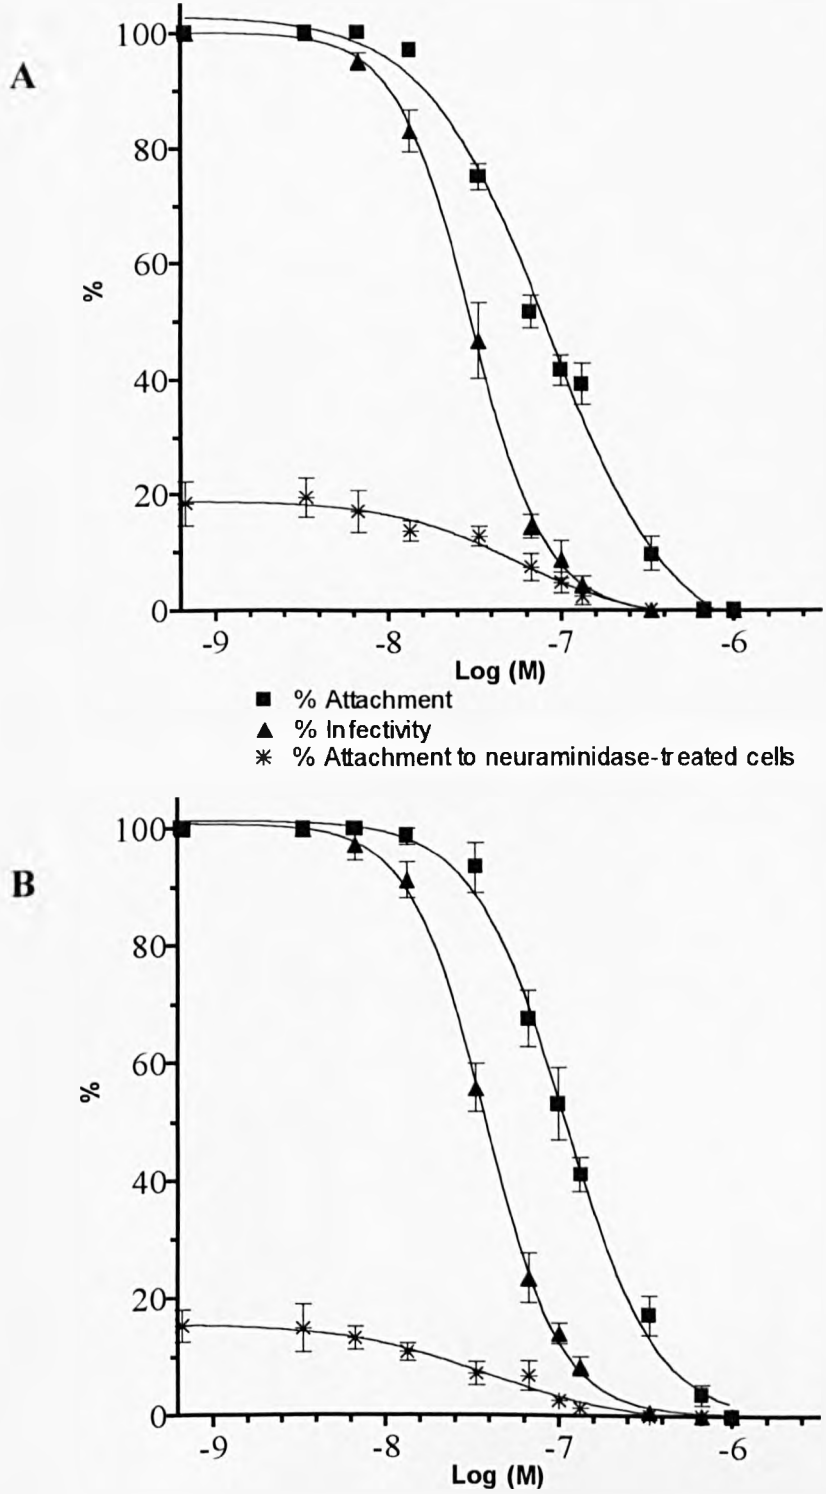 A
100
80
60
40
20
0
%
-9 -8 -7 -6
Log (M)
% Attachment
% Infectivity
% Attachment to neuraminidase-treated cells
B
100
80
60
40
20
0
%
-9 -8 -7 -6
Log (M)